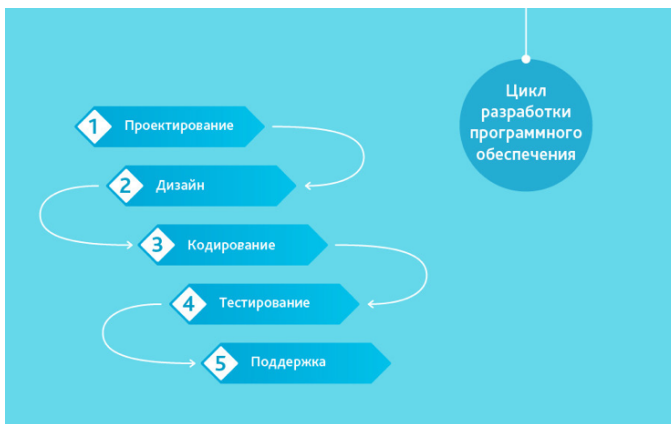 Цикл
разработки
программного
обеспечения
1 Проектирование
2 Дизайн
3 Кодирование
4 Тестирование
5 Поддержка